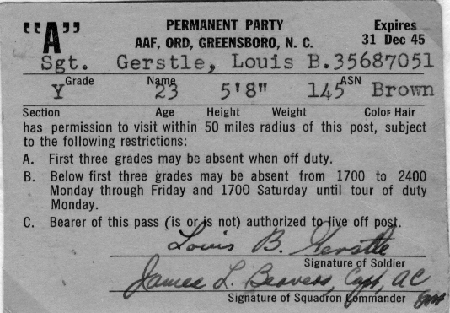 "A"
PERMANENT PARTY
AAF, ORD, GREENSBORO, N. C.
Expires
31 Dec 45
Sgt. Gerstle, Louis B. 35687051
Grade Name ASN
Y 23 5'8" 145 Brown
Section Age Height Weight Color Hair
has permission to visit within 50 miles radius of this post, subject
to the following restrictions:
A. First three grades may be absent when off duty.
B. Below first three grades may be absent from 1700 to 2400
Monday through Friday and 1700 Saturday until tour of duty
Monday.
C. Bearer of this pass (is or is not) authorized to live off post.
Louis B. Gerstle
Signature of Soldier
James L. Beavers, Capt, AC
Signature of Squadron Commander